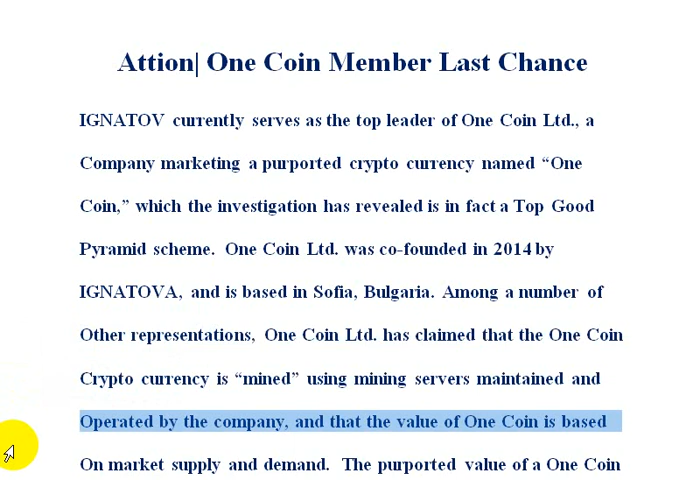 Attion| One Coin Member Last Chance
IGNATOV currently serves as the top leader of One Coin Ltd., a
Company marketing a purported crypto currency named “One
Coin,” which the investigation has revealed is in fact a Top Good
Pyramid scheme. One Coin Ltd. was co-founded in 2014 by
IGNATOVA, and is based in Sofia, Bulgaria. Among a number of
Other representations, One Coin Ltd. has claimed that the One Coin
Crypto currency is “mined” using mining servers maintained and
Operated by the company, and that the value of One Coin is based
On market supply and demand. The purported value of a One Coin